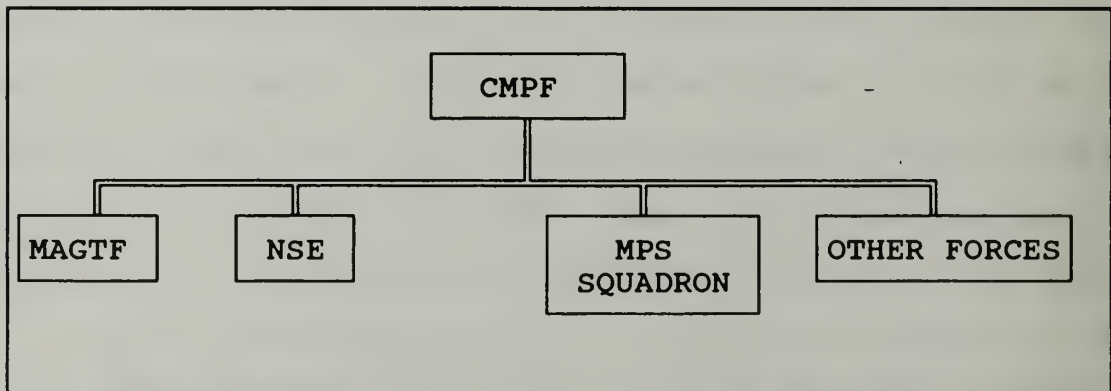 CMPF
MAGTF
NSE
MPS
SQUADRON
OTHER FORCES